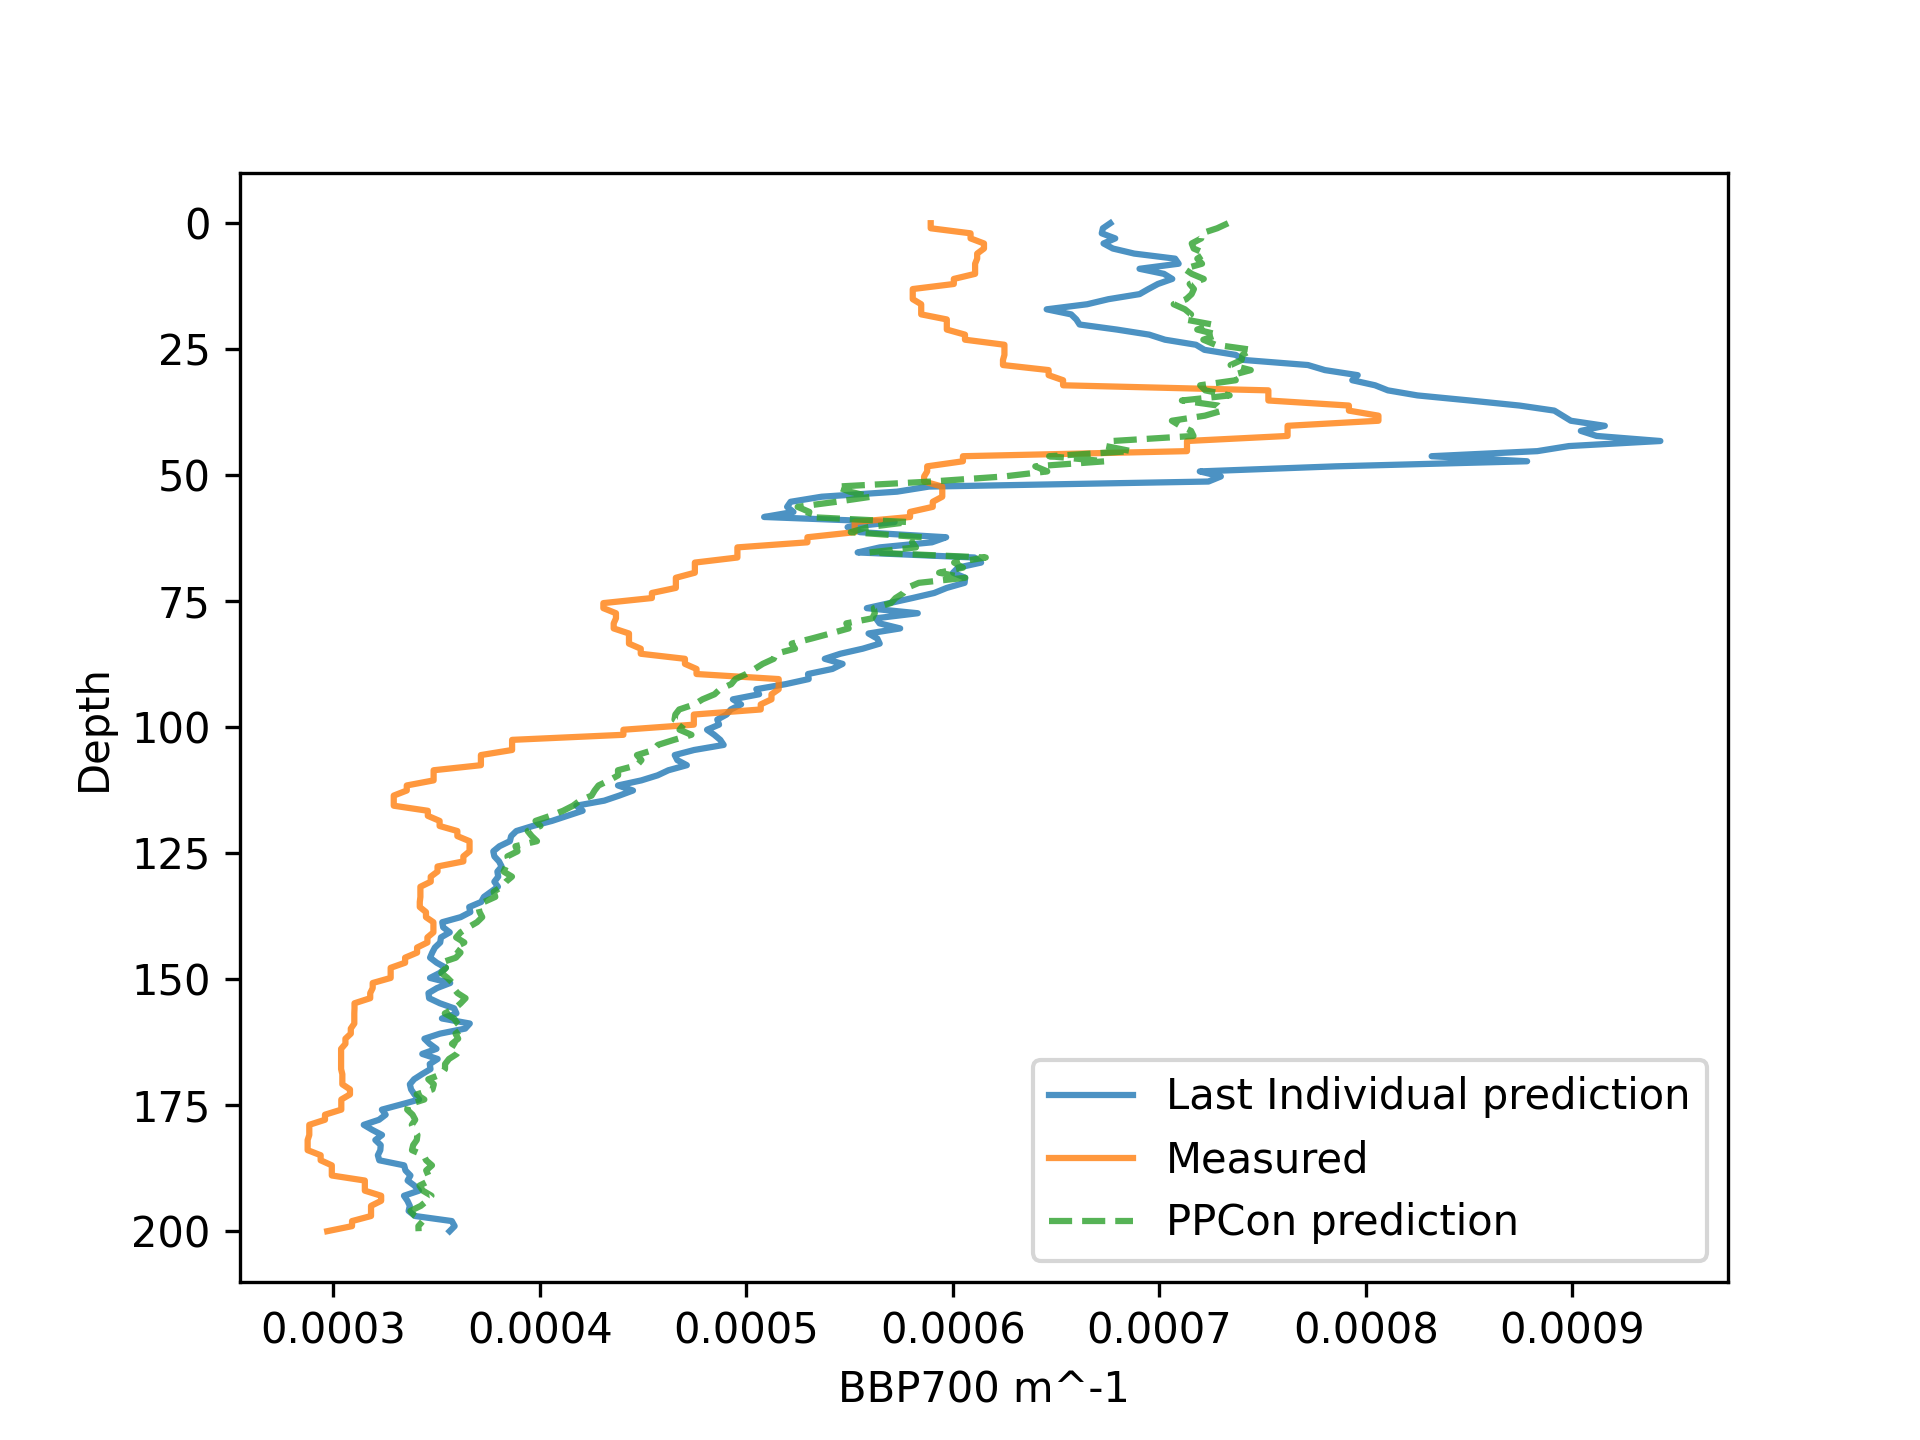 0
25
50
75
100
125
150
175
200
Depth
Last Individual prediction
Measured
PPCon prediction
0.0003 0.0004 0.0005 0.0006 0.0007 0.0008 0.0009
BBP700 m^-1